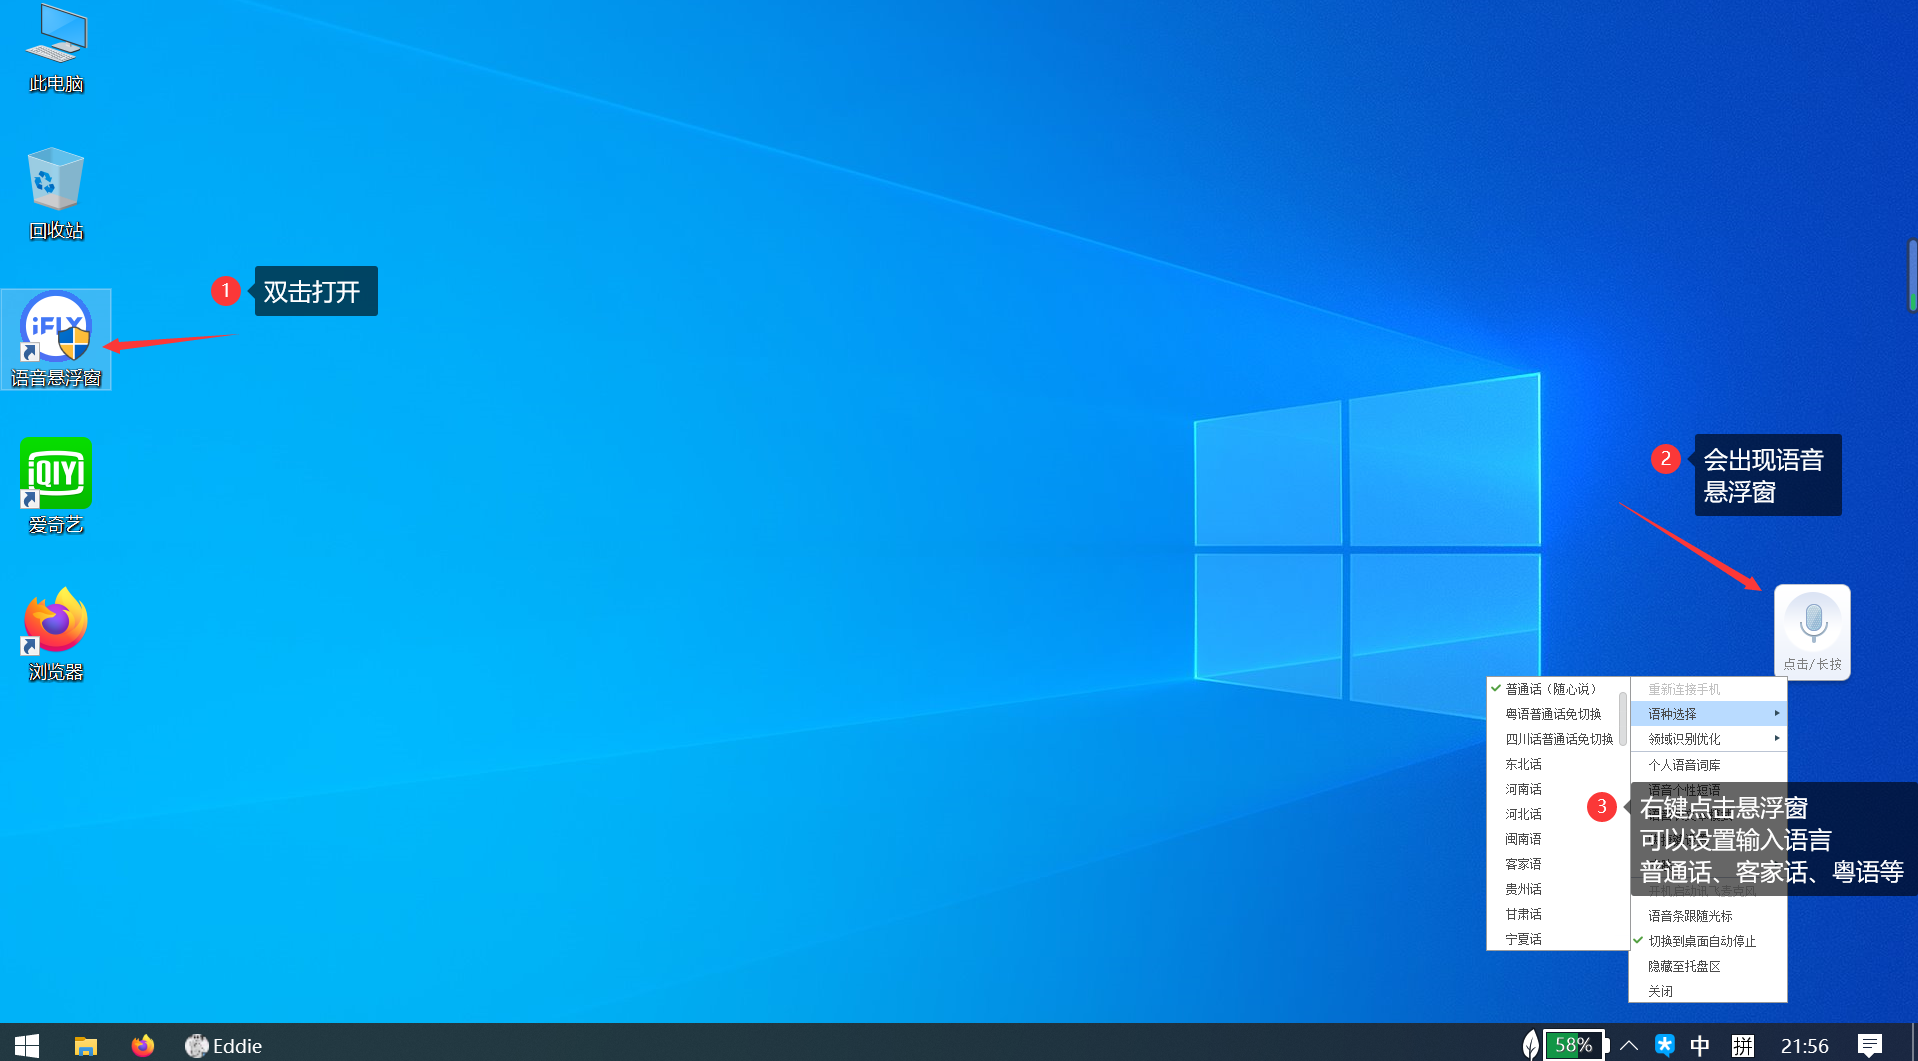 此电脑
回收站
1
双击打开
iFLY
语音悬浮窗
iQIYI
爱奇艺
浏览器
2
会出现语音
悬浮窗
点击/长按
普通话（随心说）
粤语普通话免切换
四川话普通话免切换
东北话
河南话
河北话
闽南语
客家语
贵州话
甘肃话
宁夏话
重新连接手机
语种选择
领域识别优化
个人语音词库
语音个性短语
3
右键点击悬浮窗
可以设置输入语言
普通话、客家话、粤语等
开机启动讯飞麦克风
语音条跟随光标
切换到桌面自动停止
隐藏至托盘区
关闭
Eddie
58%
中
拼
21:56